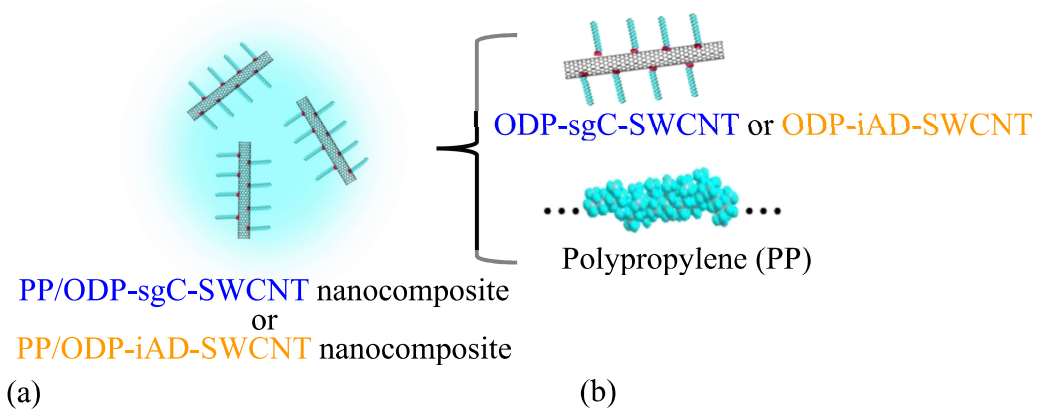 ODP-sgC-SWCNT or ODP-iAD-SWCNT
... ...
Polypropylene (PP)
PP/ODP-sgC-SWCNT nanocomposite
or
PP/ODP-iAD-SWCNT nanocomposite
(a) (b)